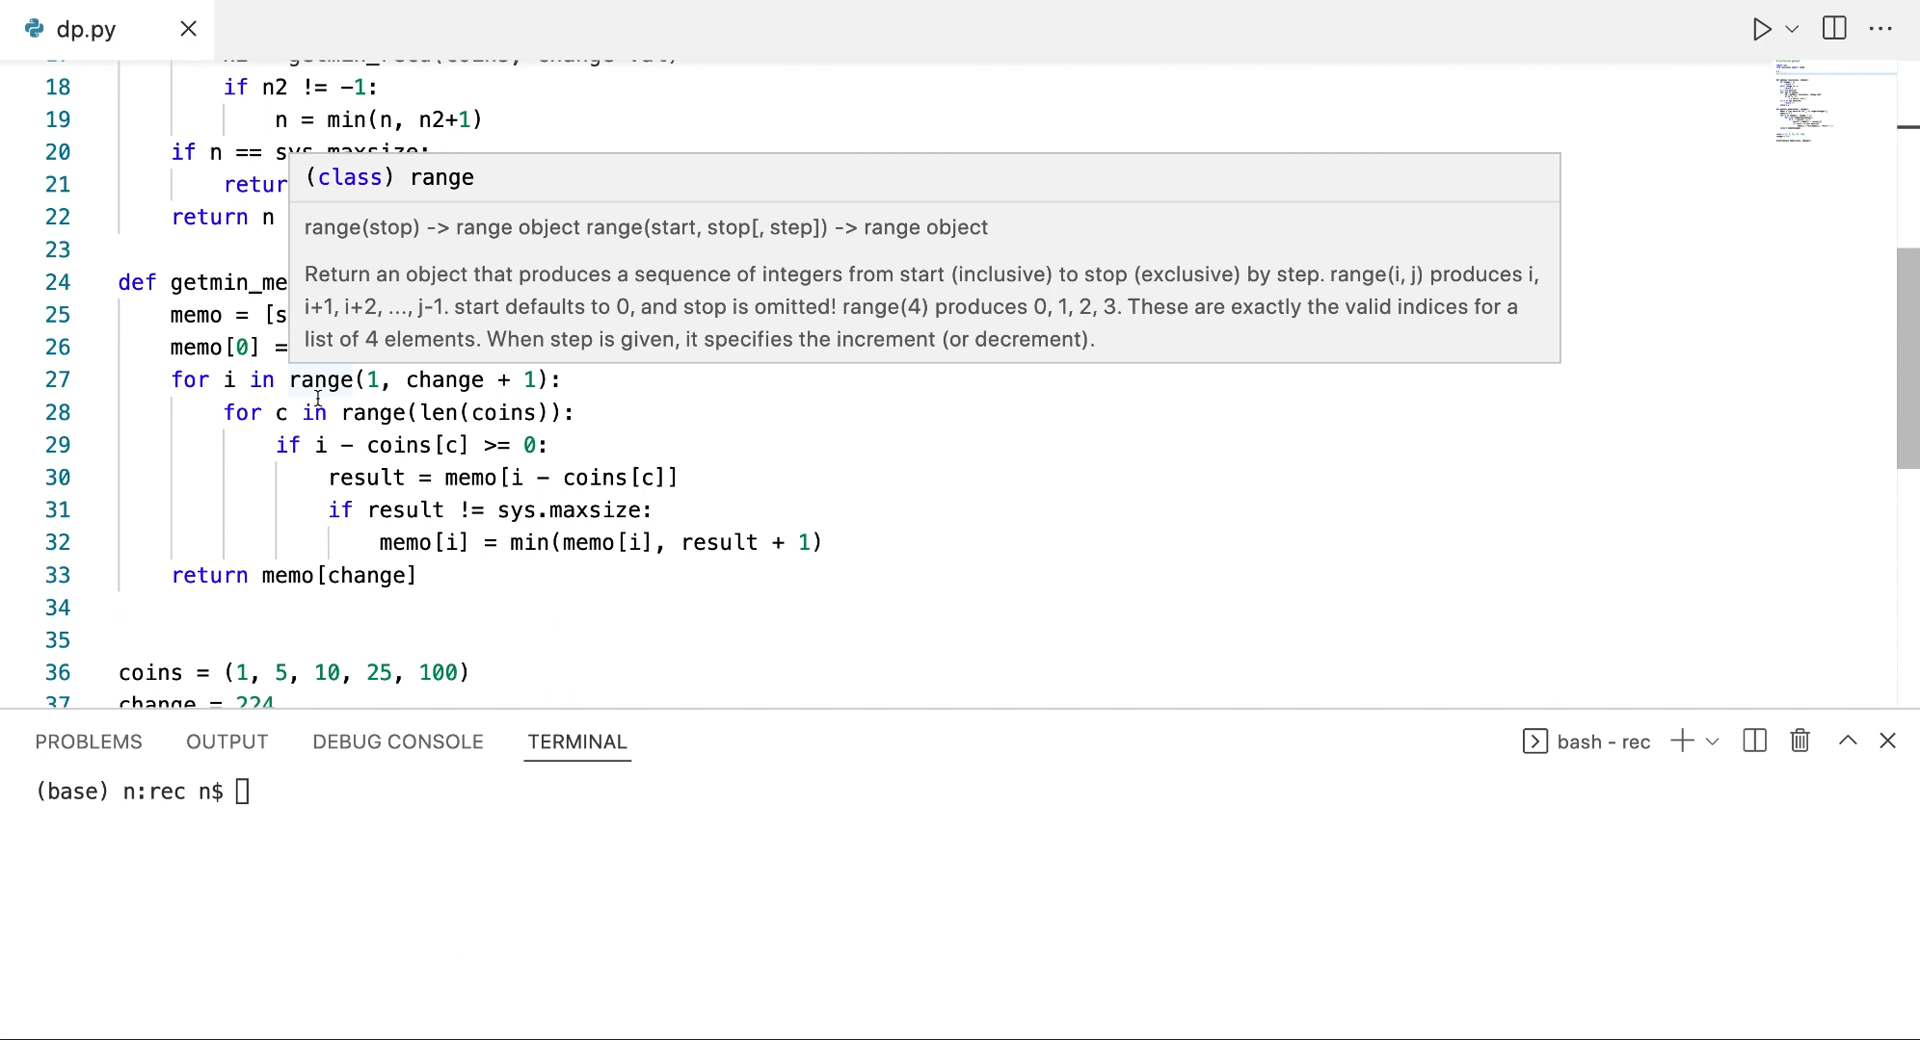 dp.py
18 if n2 != -1:
19 n = min(n, n2+1)
20 if n == sys.maxsize:
21 retur
22 return n
23
24 def getmin_me
25 memo = [s
26 memo[0] =
(class) range
range(stop) -> range object range(start, stop[, step]) -> range object
Return an object that produces a sequence of integers from start (inclusive) to stop (exclusive) by step. range(i, j) produces i,
i+1, i+2, ..., j-1. start defaults to 0, and stop is omitted! range(4) produces 0, 1, 2, 3. These are exactly the valid indices for a
list of 4 elements. When step is given, it specifies the increment (or decrement).
27 for i in range(1, change + 1):
28 for c in range(len(coins)):
29 if i - coins[c] >= 0:
30 result = memo[i - coins[c]]
31 if result != sys.maxsize:
32 memo[i] = min(memo[i], result + 1)
33 return memo[change]
34
35
36 coins = (1, 5, 10, 25, 100)
37 change = 224
PROBLEMS OUTPUT DEBUG CONSOLE TERMINAL bash - rec
(base) n:rec n$